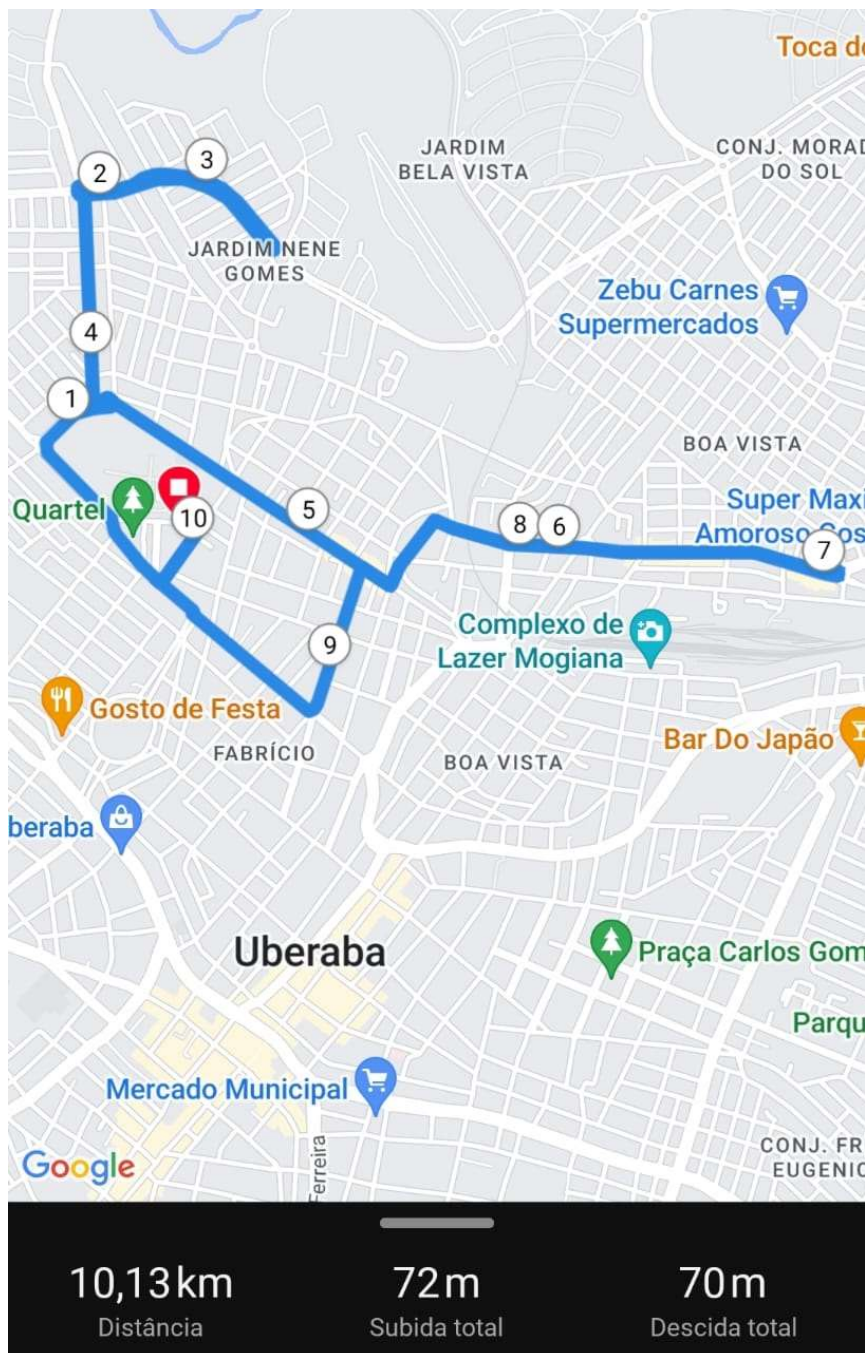 Toca de
JARDIM
BELA VISTA
CONJ. MORAD
DO SOL
2
3
JARDIM NENE
GOMES
Zebu Carnes
Supermercados
4
1
BOA VISTA
Quartel
10
5
8
6
Super Maxi
Amoroso Cos
7
9
Complexo de
Lazer Mogiana
Gosto de Festa
FABRÍCIO
BOA VISTA
Bar Do Japão
beraba
Uberaba
Praça Carlos Gom
Parqu
Mercado Municipal
Ferreira
CONJ. FR
EUGENIO
Google
10,13 km
72 m
70 m
Distância
Subida total
Descida total